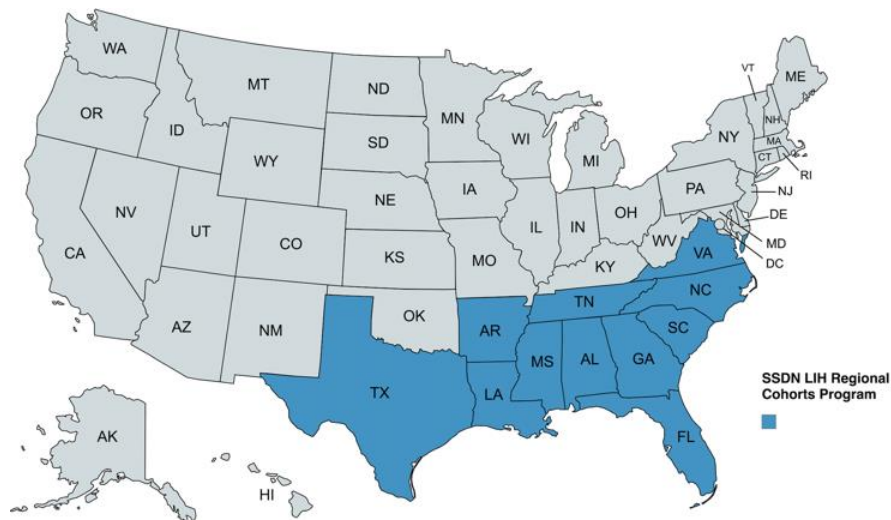 WA
MT
ND
MN
VT
ME
OR
ID
SD
WI
NY
NH
MA
WY
MI
CT
RI
NE
IA
PA
NJ
NV
UT
IL
IN
OH
DE
CA
CO
KS
MO
WV
VA
MD
KY
DC
AZ
NM
OK
TN
NC
AR
SC
TX
LA
MS
AL
GA
SSDN LIH Regional
Cohorts Program
AK
FL
HI